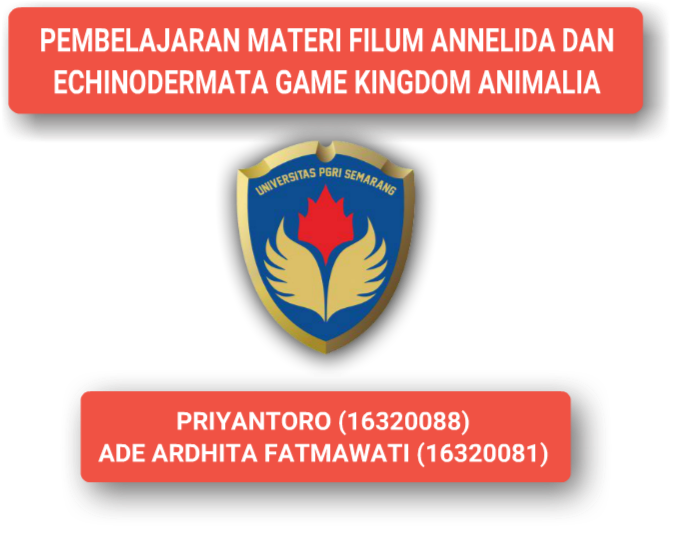 PEMBELAJARAN MATERI FILUM ANNELIDA DAN
ECHINODERMATA GAME KINGDOM ANIMALIA
UNIVERSITAS PGRI SEMARANG
PRIYANTORO (16320088)
ADE ARDHITA FATMAWATI (16320081)